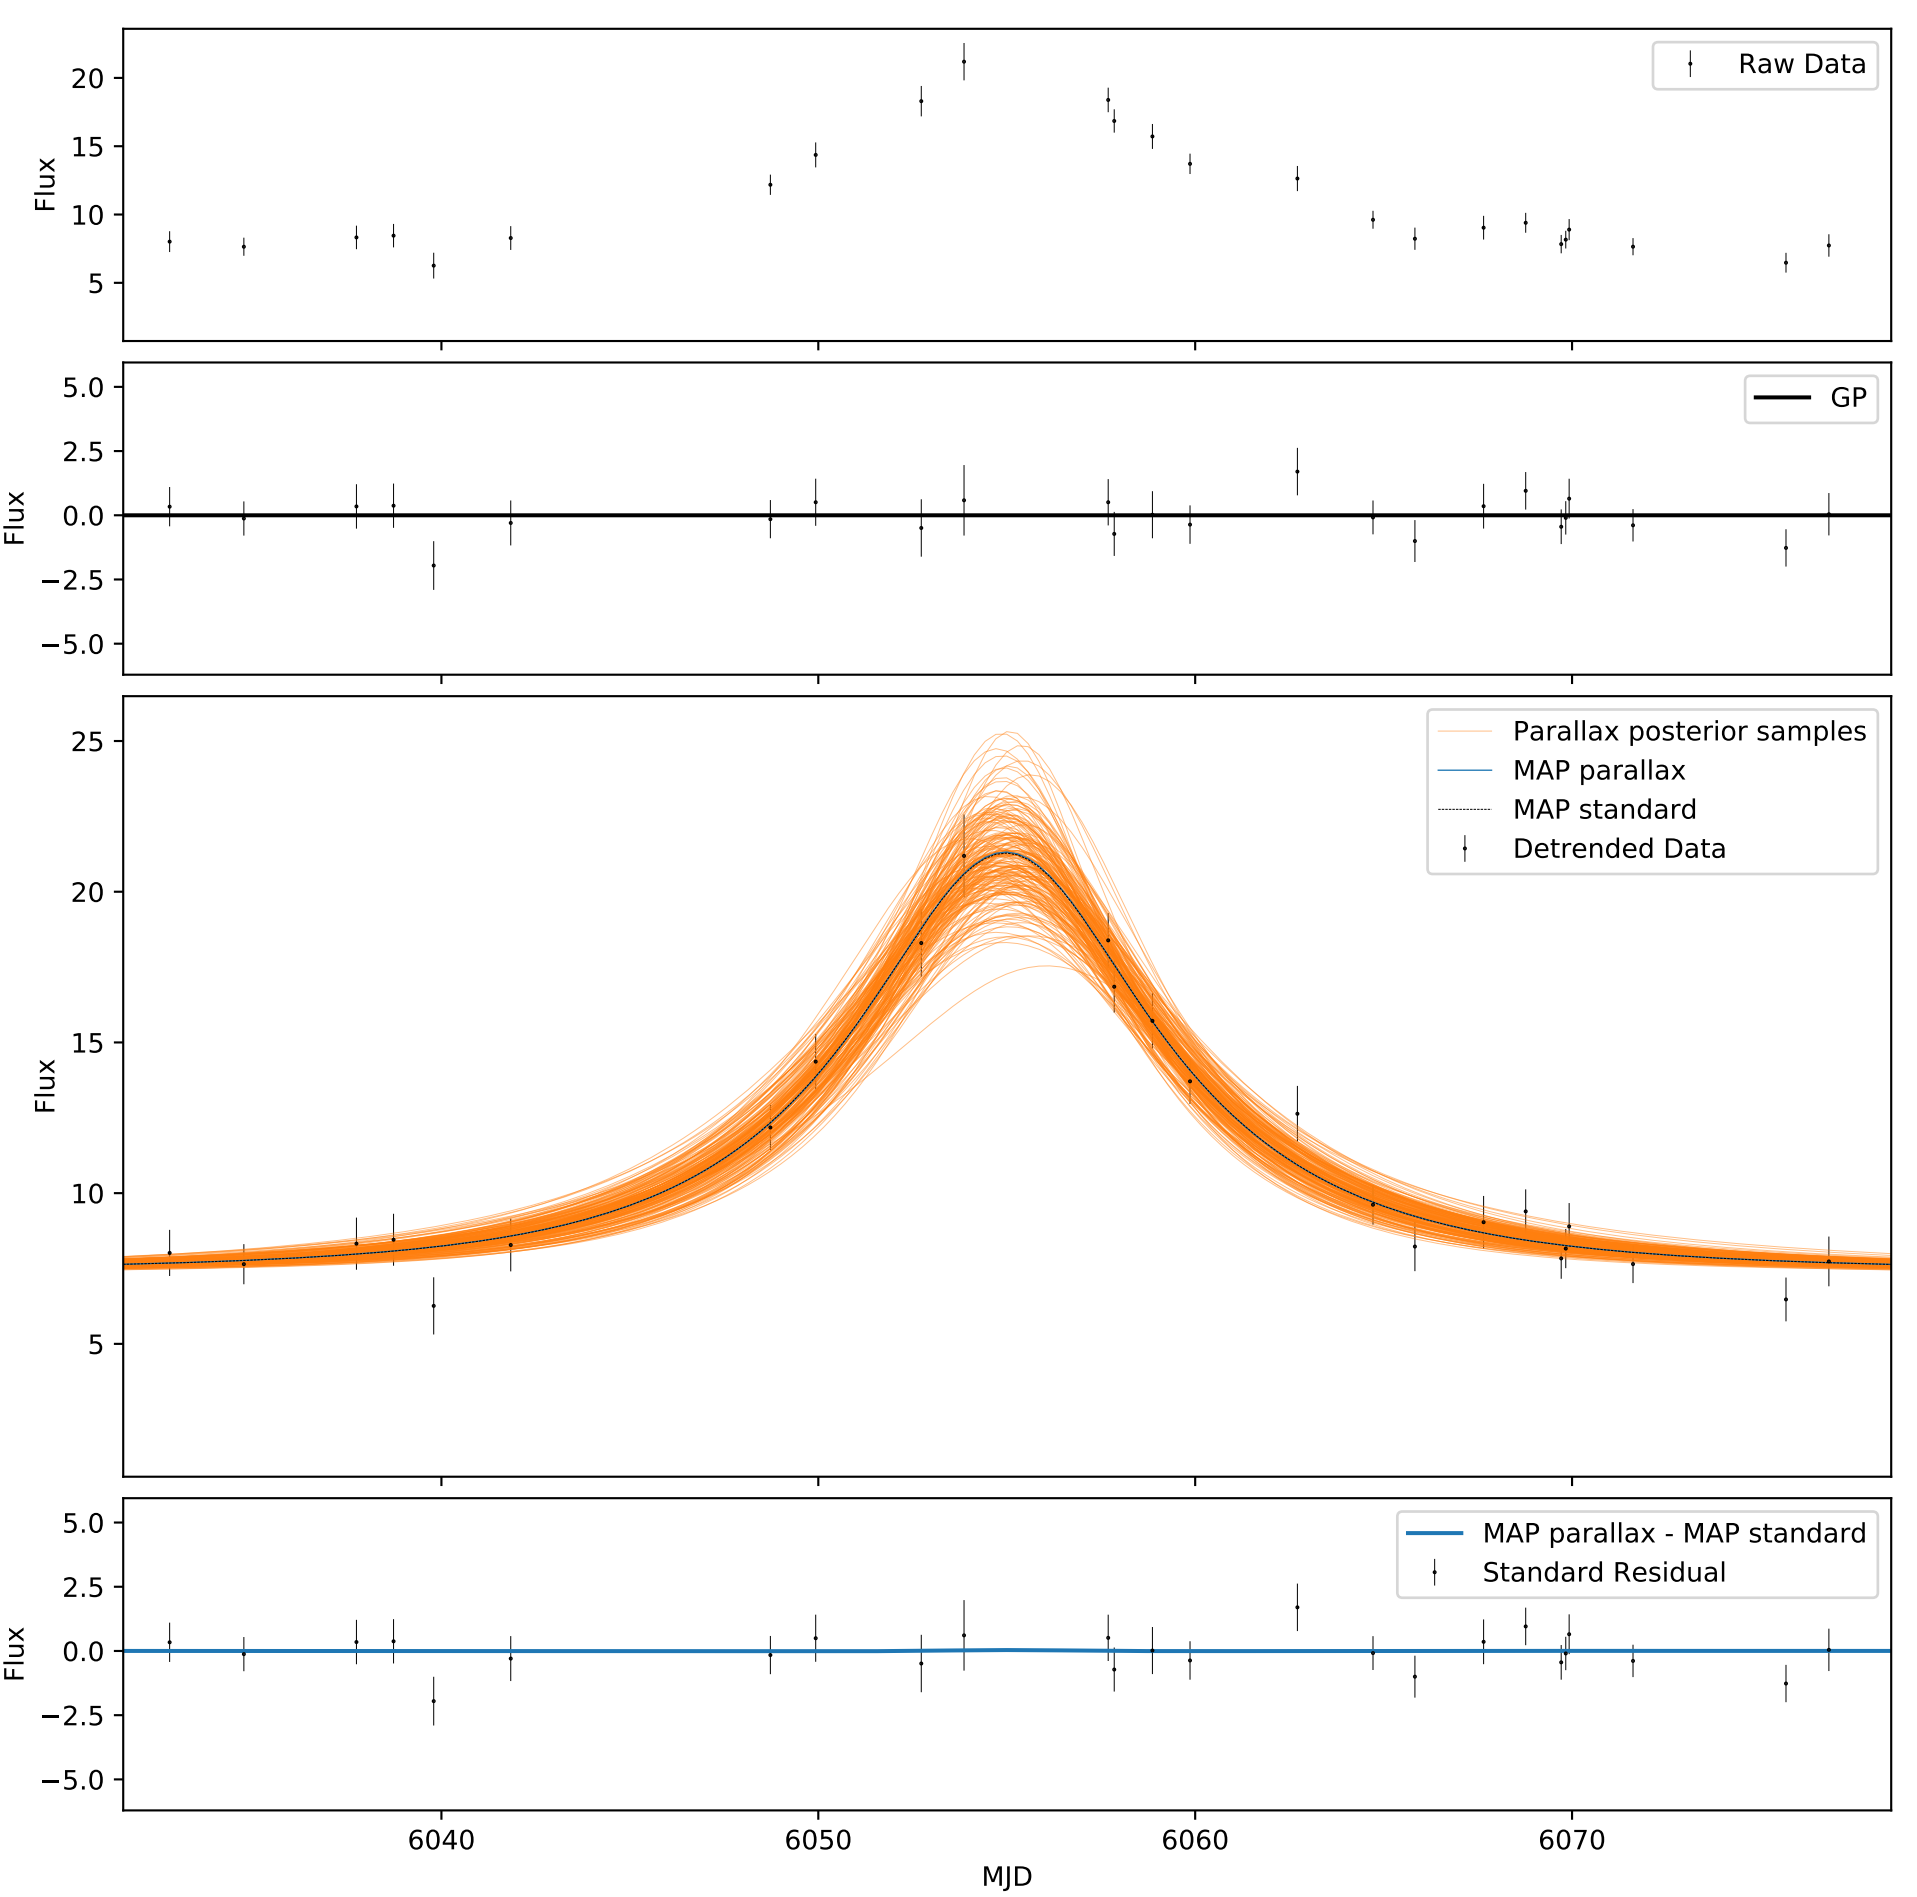 Raw Data
20
15
10
5
Flux
GP
5.0
2.5
0.0
−2.5
−5.0
Flux
Parallax posterior samples
MAP parallax
MAP standard
Detrended Data
25
20
15
10
5
Flux
MAP parallax - MAP standard
Standard Residual
5.0
2.5
0.0
−2.5
−5.0
Flux
6040 6050 6060 6070
MJD